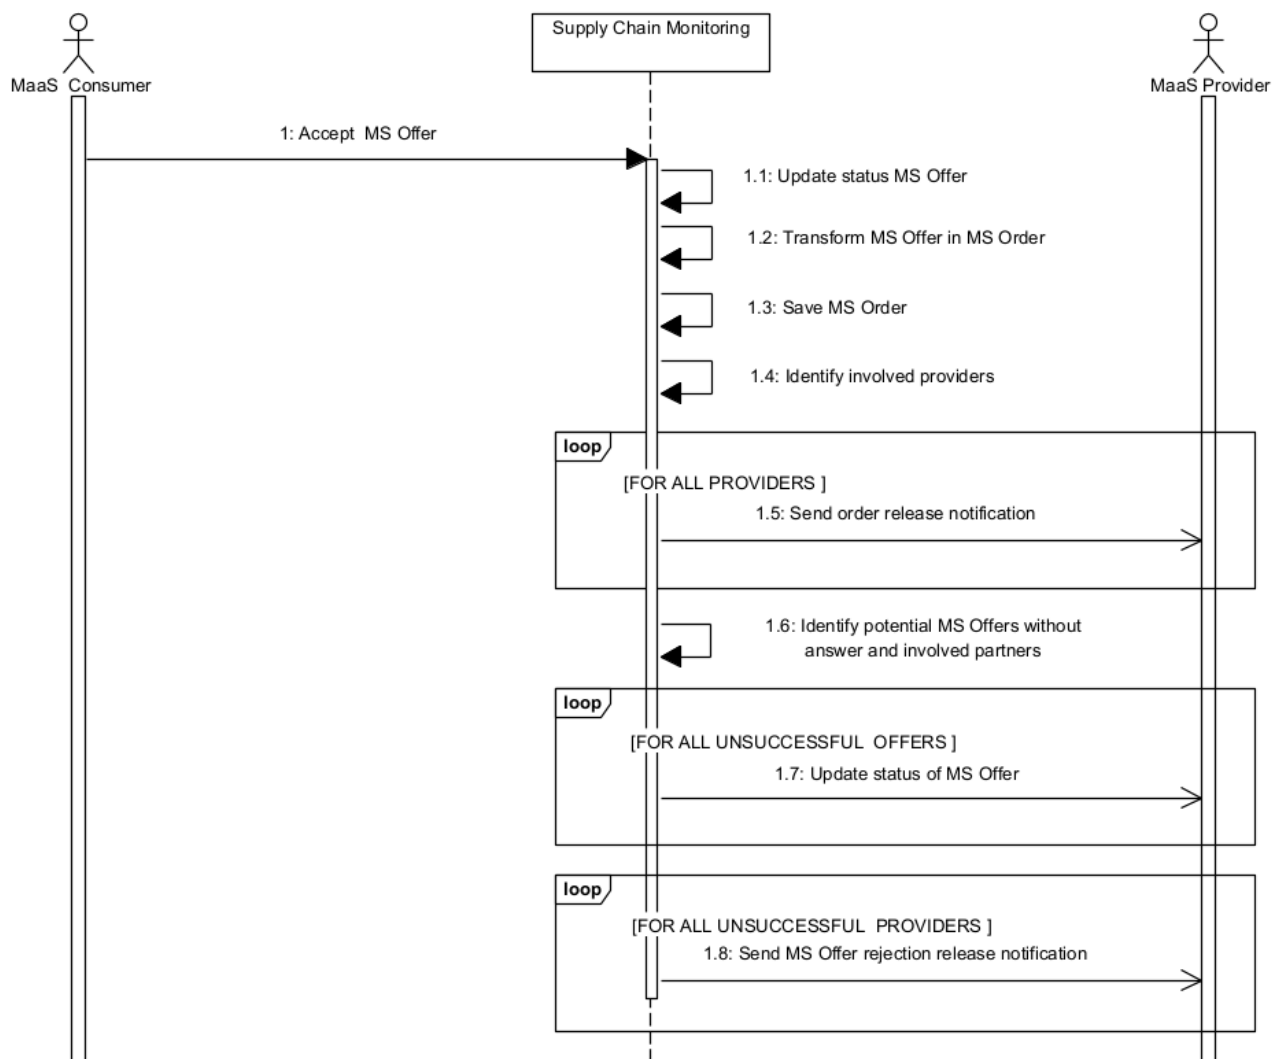 Supply Chain Monitoring
MaaS  Consumer
MaaS Provider
1: Accept  MS Offer
1.1: Update status MS Offer
1.2: Transform MS Offer in MS Order
1.3: Save MS Order
1.4: Identify involved providers
loop
[FOR ALL PROVIDERS ]
1.5: Send order release notification
1.6: Identify potential MS Offers without
answer and involved partners
loop
[FOR ALL UNSUCCESSFUL  OFFERS ]
1.7: Update status of MS Offer
loop
[FOR ALL UNSUCCESSFUL  PROVIDERS ]
1.8: Send MS Offer rejection release notification